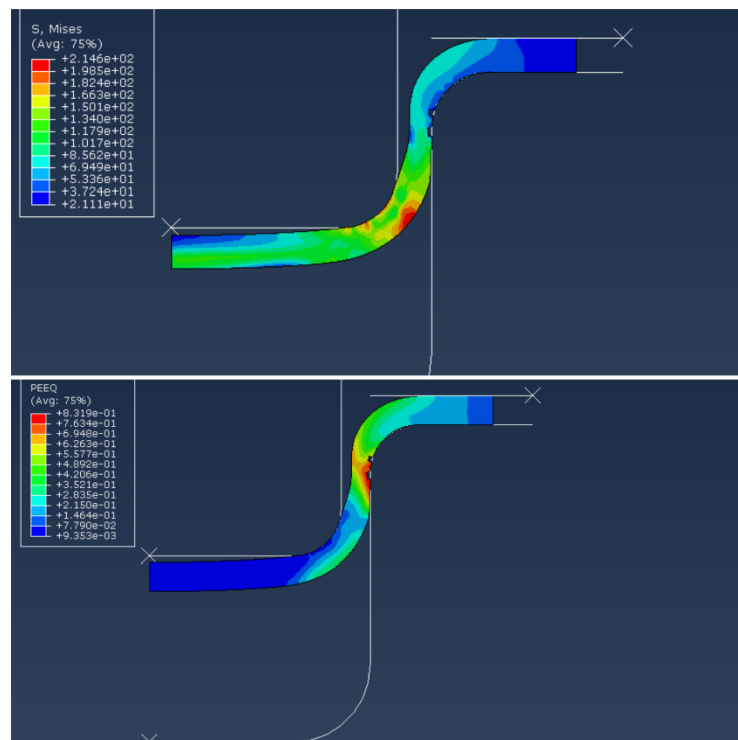 S, Mises
(Avg: 75%)
+2.146e+02
+1.985e+02
+1.824e+02
+1.663e+02
+1.501e+02
+1.340e+02
+1.179e+02
+1.017e+02
+8.562e+01
+6.949e+01
+5.336e+01
+3.724e+01
+2.111e+01
PEEQ
(Avg: 75%)
+8.319e-01
+7.634e-01
+6.948e-01
+6.263e-01
+5.577e-01
+4.892e-01
+4.206e-01
+3.521e-01
+2.835e-01
+2.150e-01
+1.464e-01
+7.790e-02
+9.353e-03